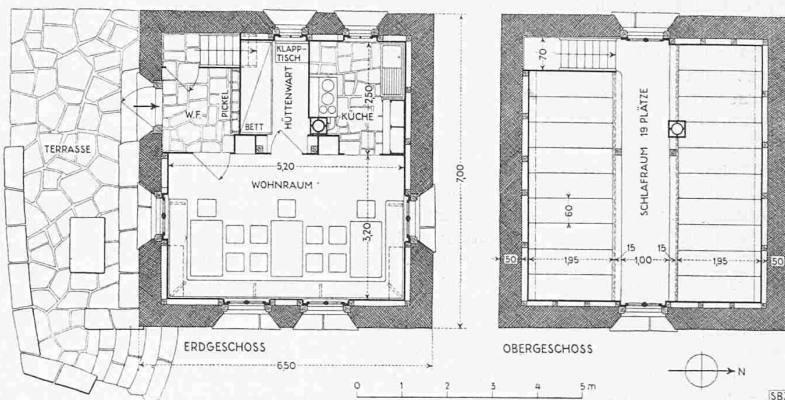 KLAPP-
TISCH
W.F.
PICKEL
BETT
HÜTTENWART
2,50
KÜCHE
TERRASSE
5,20
WOHNRAUM
3,20
7,00
ERDGESCHOSS
6,50
70
SCHLAFRAUM 19 PLÄTZE
60
15 15
50 1,95 1,00 1,95 50
OBERGESCHOSS
N
0 1 2 3 4 5 m